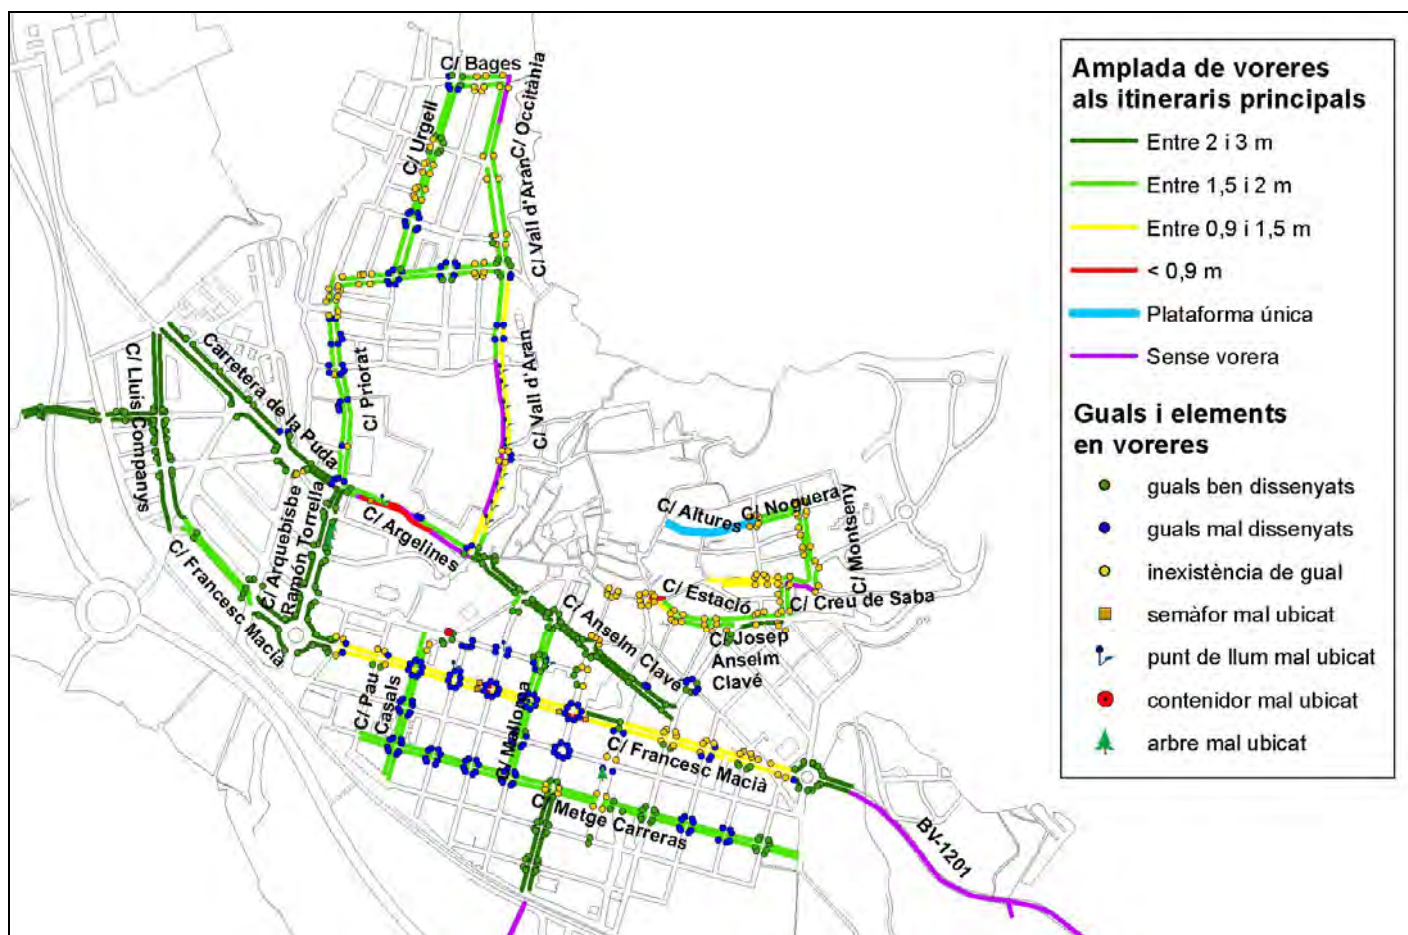 C/ Bages
C/ Urgell
C/ Occitània
C/ Vall d'Aran
C/ Vall d'Aran
C/ Priorat
Carretera de la Puda
C/ Lluis Companys
C/ Arquebisbe
Ramón Torrella
C/ Argelines
C/ Francesc Macià
C/ Altures
C/ Noguera
C/ Montseny
C/ Estació
C/ Creu de Saba
C/ Josep
Anselm
Clavé
C/ Anselm Clavé
C/ Pau
Casals
C/ Mallorca
C/ Francesc Macià
C/ Metge Carreras
BV-1201
Amplada de voreres
als itineraris principals
Entre 2 i 3 m
Entre 1,5 i 2 m
Entre 0,9 i 1,5 m
< 0,9 m
Plataforma única
Sense vorera
Guals i elements
en voreres
guals ben dissenyats
guals mal dissenyats
inexistència de gual
semàfor mal ubicat
punt de llum mal ubicat
contenidor mal ubicat
arbre mal ubicat